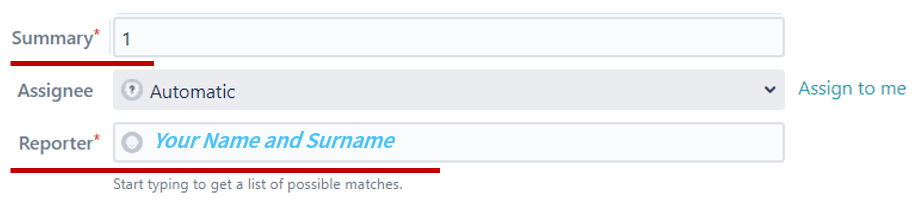 Summary* 1
Assignee Automatic Assign to me
Reporter* Your Name and Surname
Start typing to get a list of possible matches.